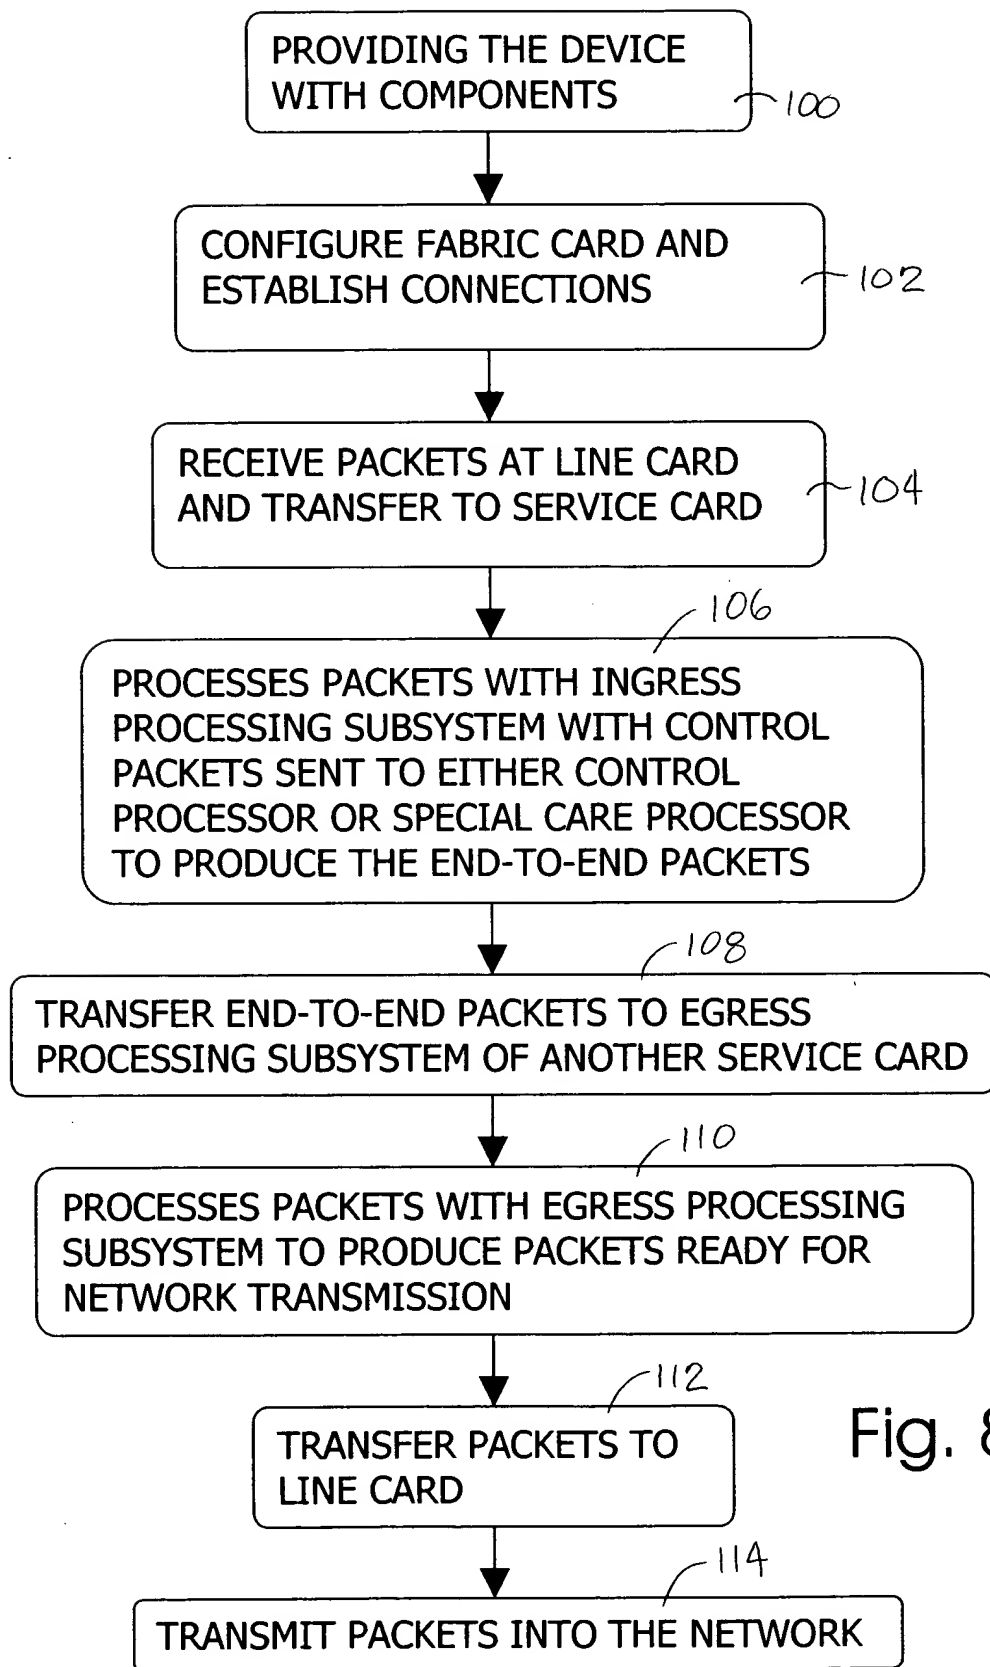 PROVIDING THE DEVICE
WITH COMPONENTS
100
CONFIGURE FABRIC CARD AND
ESTABLISH CONNECTIONS
102
RECEIVE PACKETS AT LINE CARD
AND TRANSFER TO SERVICE CARD
104
106
PROCESSES PACKETS WITH INGRESS
PROCESSING SUBSYSTEM WITH CONTROL
PACKETS SENT TO EITHER CONTROL
PROCESSOR OR SPECIAL CARE PROCESSOR
TO PRODUCE THE END-TO-END PACKETS
108
TRANSFER END-TO-END PACKETS TO EGRESS
PROCESSING SUBSYSTEM OF ANOTHER SERVICE CARD
110
PROCESSES PACKETS WITH EGRESS PROCESSING
SUBSYSTEM TO PRODUCE PACKETS READY FOR
NETWORK TRANSMISSION
112
TRANSFER PACKETS TO
LINE CARD
Fig. 8
114
TRANSMIT PACKETS INTO THE NETWORK